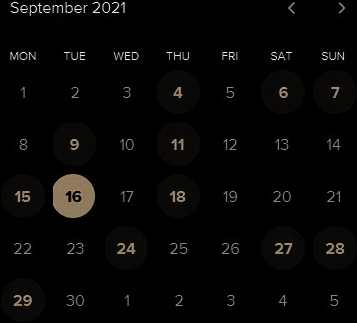 September 2021
MON TUE WED THU FRI SAT SUN
1 2 3 4 5 6 7
8 9 10 11 12 13 14
15 16 17 18 19 20 21
22 23 24 25 26 27 28
29 30 1 2 3 4 5